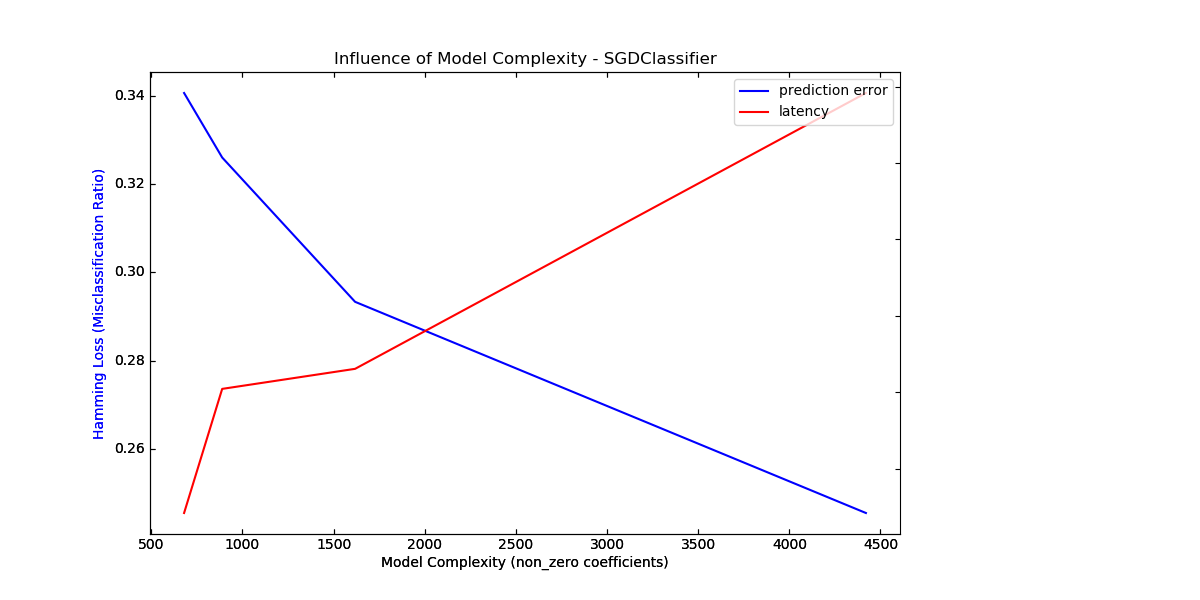 Influence of Model Complexity - SGDClassifier
prediction error
latency
Hamming Loss (Misclassification Ratio)
0.34
0.32
0.30
0.28
0.26
500 1000 1500 2000 2500 3000 3500 4000 4500
Model Complexity (non_zero coefficients)